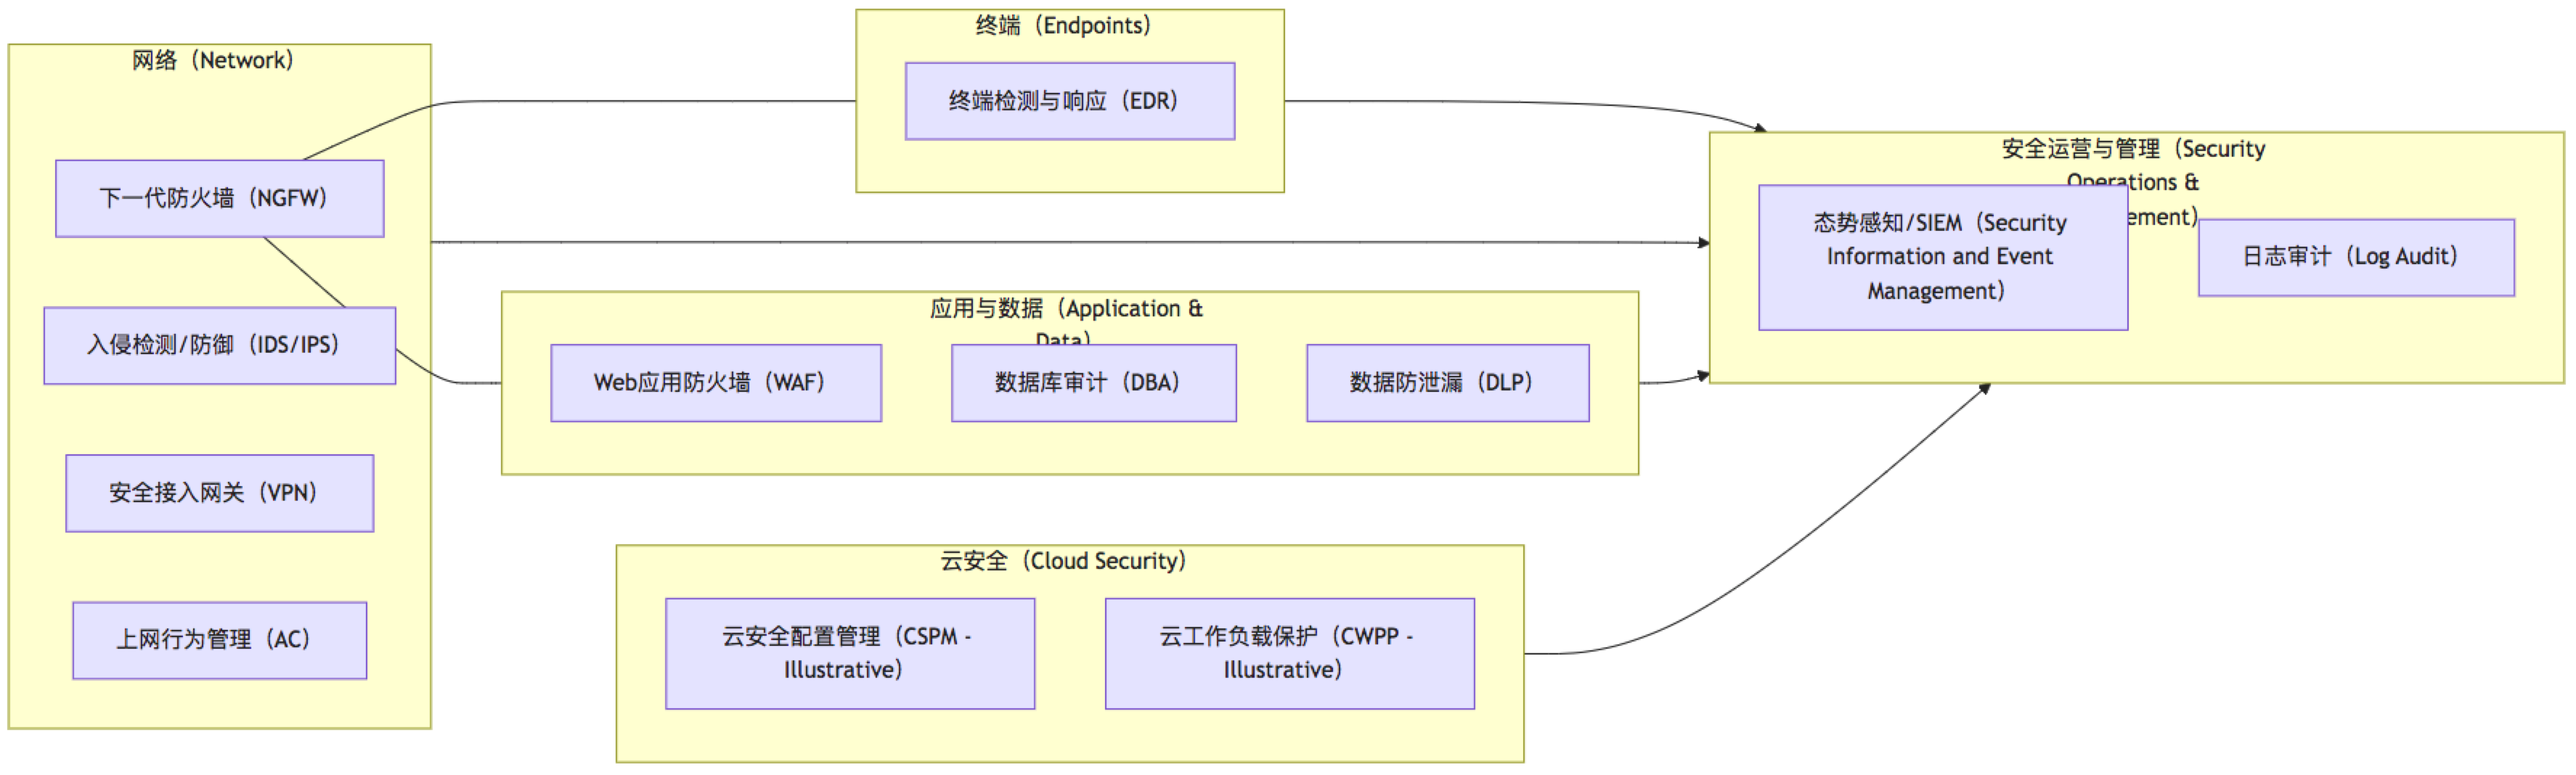 网络（Network）
下一代防火墙（NGFW）
入侵检测/防御（IDS/IPS）
安全接入网关（VPN）
上网行为管理（AC）
终端（Endpoints）
终端检测与响应（EDR）
应用与数据（Application &
Data）
Web应用防火墙（WAF）
数据库审计（DBA）
数据防泄漏（DLP）
云安全（Cloud Security）
云安全配置管理（CSPM -
Illustrative）
云工作负载保护（CWPP -
Illustrative）
安全运营与管理（Security
Operations &
ement）
态势感知/SIEM（Security
Information and Event
Management）
日志审计（Log Audit）